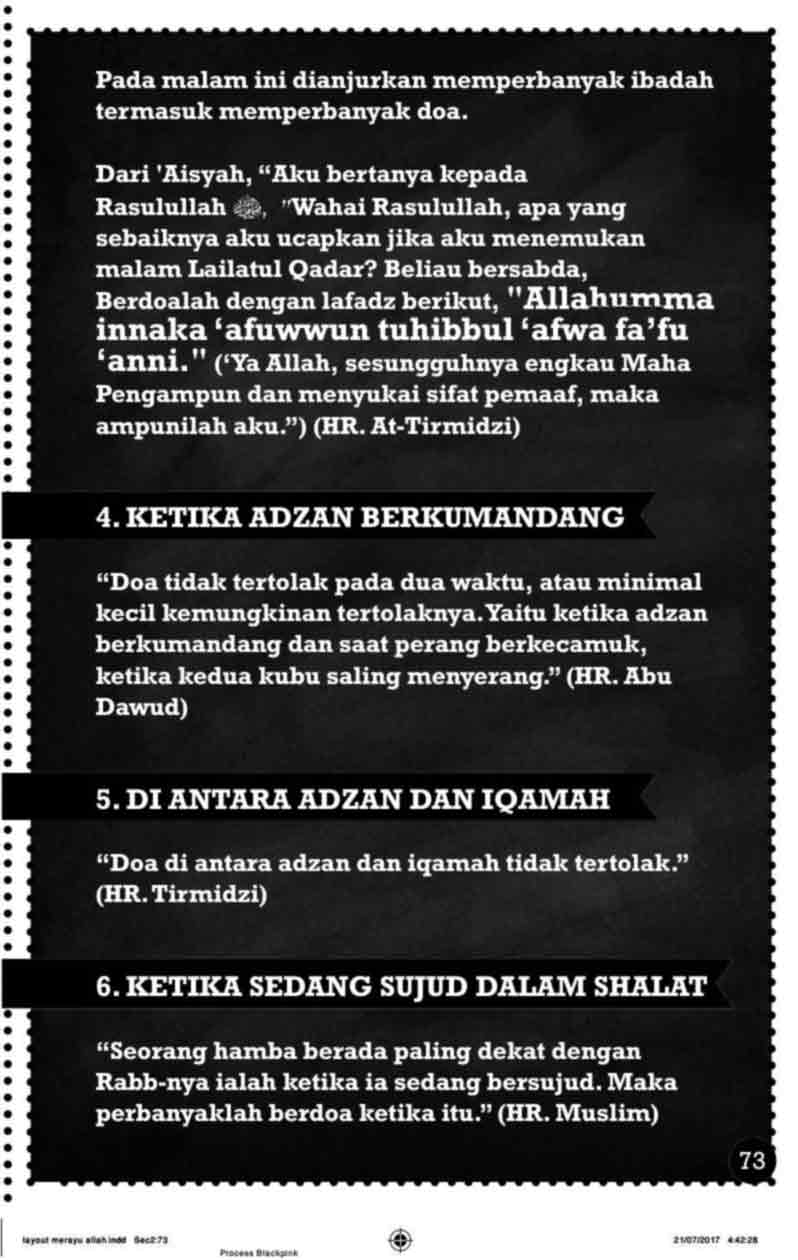 Pada malam ini dianjurkan memperbanyak ibadah
termasuk memperbanyak doa.
Dari 'Aisyah, “Aku bertanya kepada
Rasulullah ﷺ, "Wahai Rasulullah, apa yang
sebaiknya aku ucapkan jika aku menemukan
malam Lailatul Qadar? Beliau bersabda,
Berdoalah dengan lafadz berikut, "Allahumma
innaka ‘afuwwun tuhibbul ‘afwa fa’fu
‘anni." (‘Ya Allah, sesungguhnya engkau Maha
Pengampun dan menyukai sifat pemaaf, maka
ampunilah aku.”) (HR. At-Tirmidzi)
4. KETIKA ADZAN BERKUMANDANG
“Doa tidak tertolak pada dua waktu, atau minimal
kecil kemungkinan tertolaknya. Yaitu ketika adzan
berkumandang dan saat perang berkecamuk,
ketika kedua kubu saling menyerang.” (HR. Abu
Dawud)
5. DI ANTARA ADZAN DAN IQAMAH
“Doa di antara adzan dan iqamah tidak tertolak.”
(HR. Tirmidzi)
6. KETIKA SEDANG SUJUD DALAM SHALAT
“Seorang hamba berada paling dekat dengan
Rabb-nya ialah ketika ia sedang bersujud. Maka
perbanyaklah berdoa ketika itu.” (HR. Muslim)
73
layout merayu allah.indd   Sec2:73
21/07/2017   4:42:28
Process Blackpink